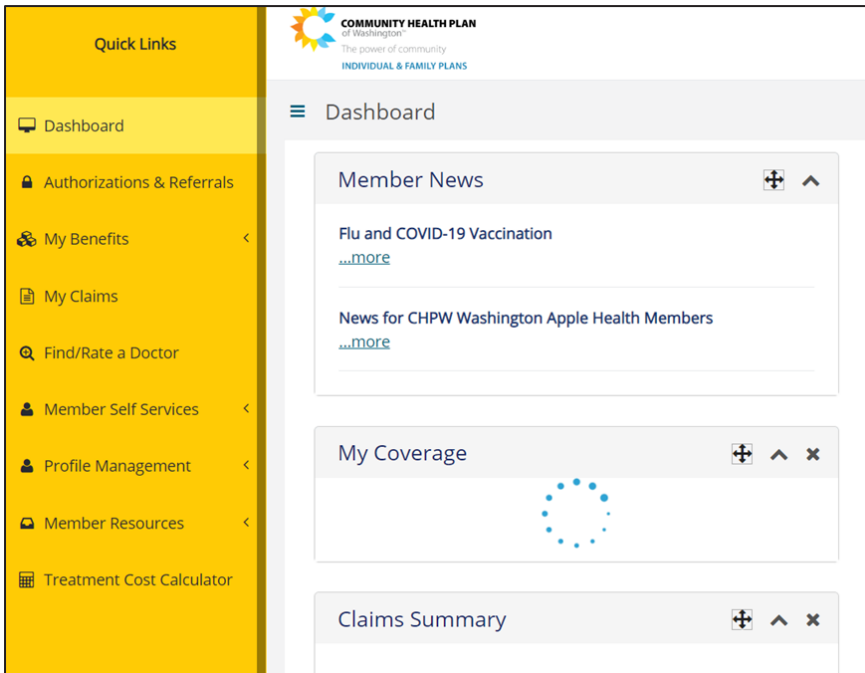 Quick Links
Dashboard
Authorizations & Referrals
My Benefits
My Claims
Find/Rate a Doctor
Member Self Services
Profile Management
Member Resources
Treatment Cost Calculator
COMMUNITY HEALTH PLAN
of Washington™
The power of community
INDIVIDUAL & FAMILY PLANS
Dashboard
Member News
Flu and COVID-19 Vaccination
...more
News for CHPW Washington Apple Health Members
...more
My Coverage
Claims Summary